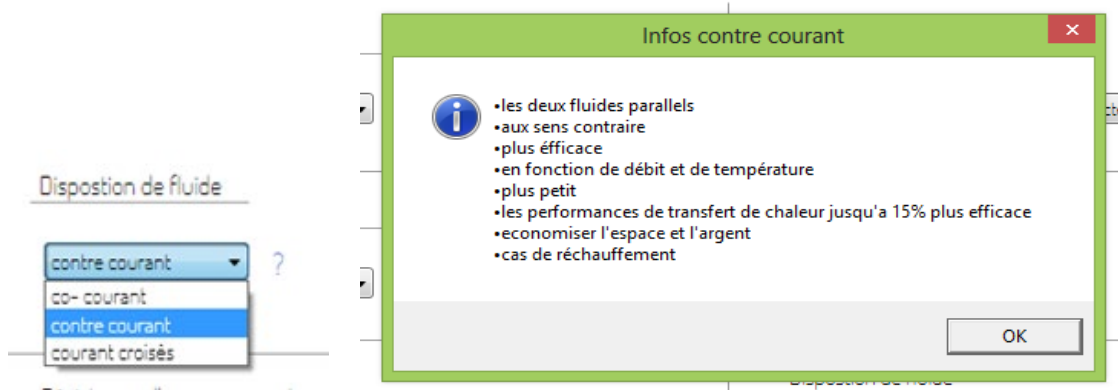 Dispostion de fluide
contre courant
?
co- courant
contre courant
courant croisès
Infos contre courant
•les deux fluides parallels
•aux sens contraire
•plus éfficace
•en fonction de débit et de température
•plus petit
•les performances de transfert de chaleur jusqu'a 15% plus efficace
•economiser l'espace et l'argent
•cas de réchauffement
OK